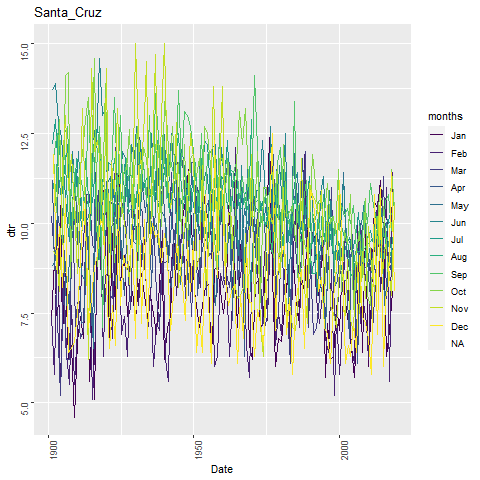 Santa_Cruz
15.0
12.5
10.0
7.5
5.0
dtr
1900
1950
2000
Date
months
Jan
Feb
Mar
Apr
May
Jun
Jul
Aug
Sep
Oct
Nov
Dec
NA